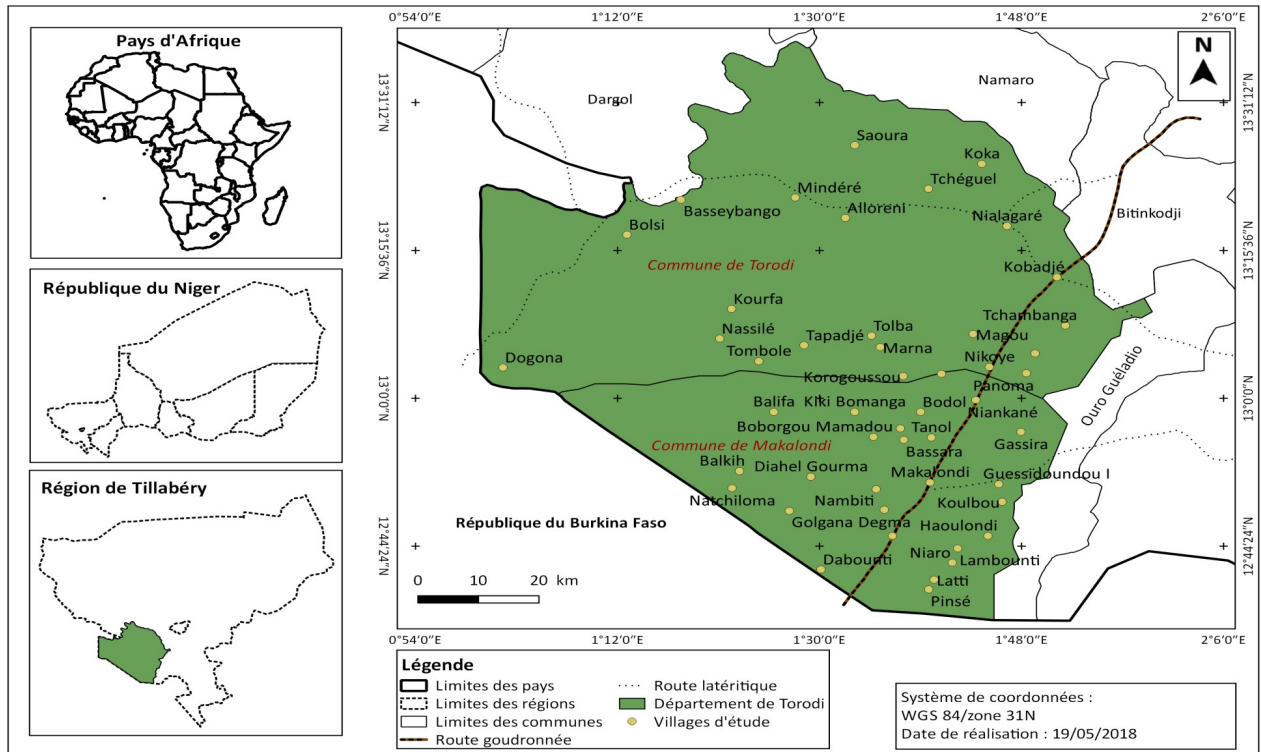 Pays d'Afrique
République du Niger
Région de Tillabéry
0°54'0"E 1°12'0"E 1°30'0"E 1°48'0"E 2°6'0"E
13°31'12"N 13°31'12"N
13°15'36"N 13°15'36"N
13°0'0"N 13°0'0"N
12°44'24"N 12°44'24"N
N
Namaro
Dargol
Saoura
Koka
Tchéguel
Mindéré
Basseybango
Alloreni
Nialagaré
Bitinkodji
Bolsi
Commune de Torodi
Kobadjé
Kourfa
Tchambanga
Nassilé
Tapadjé
Tolba
Magou
Tombole
Marna
Nikoye
Dogona
Korogoussou
Panoma
Ouro Guéladio
Balifa
Kiki Bomanga
Bodol
Niankané
Boborgou Mamadou
Tanol
Commune de Makalondi
Bassara
Gassira
Balkih
Diahel Gourma
Makalondi
Guessidoundou I
Natchiloma
Nambiti
Koulbou
République du Burkina Faso
Golgana Degma
Haoulondi
Dabounti
Niaro
Lambounti
Latti
Pinsé
0 10 20 km
0°54'0"E 1°12'0"E 1°30'0"E 1°48'0"E 2°6'0"E
Légende
Limites des pays
Limites des régions
Limites des communes
Route goudronnée
Route latéritique
Département de Torodi
Villages d'étude
Système de coordonnées :
WGS 84/zone 31N
Date de réalisation : 19/05/2018